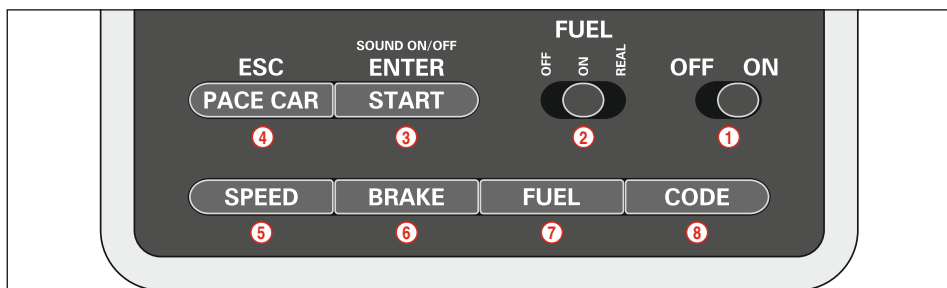 FUEL
SOUND ON/OFF
ESC ENTER OFF ON REAL OFF ON
PACE CAR START
4 3 2 1
SPEED BRAKE FUEL CODE
5 6 7 8